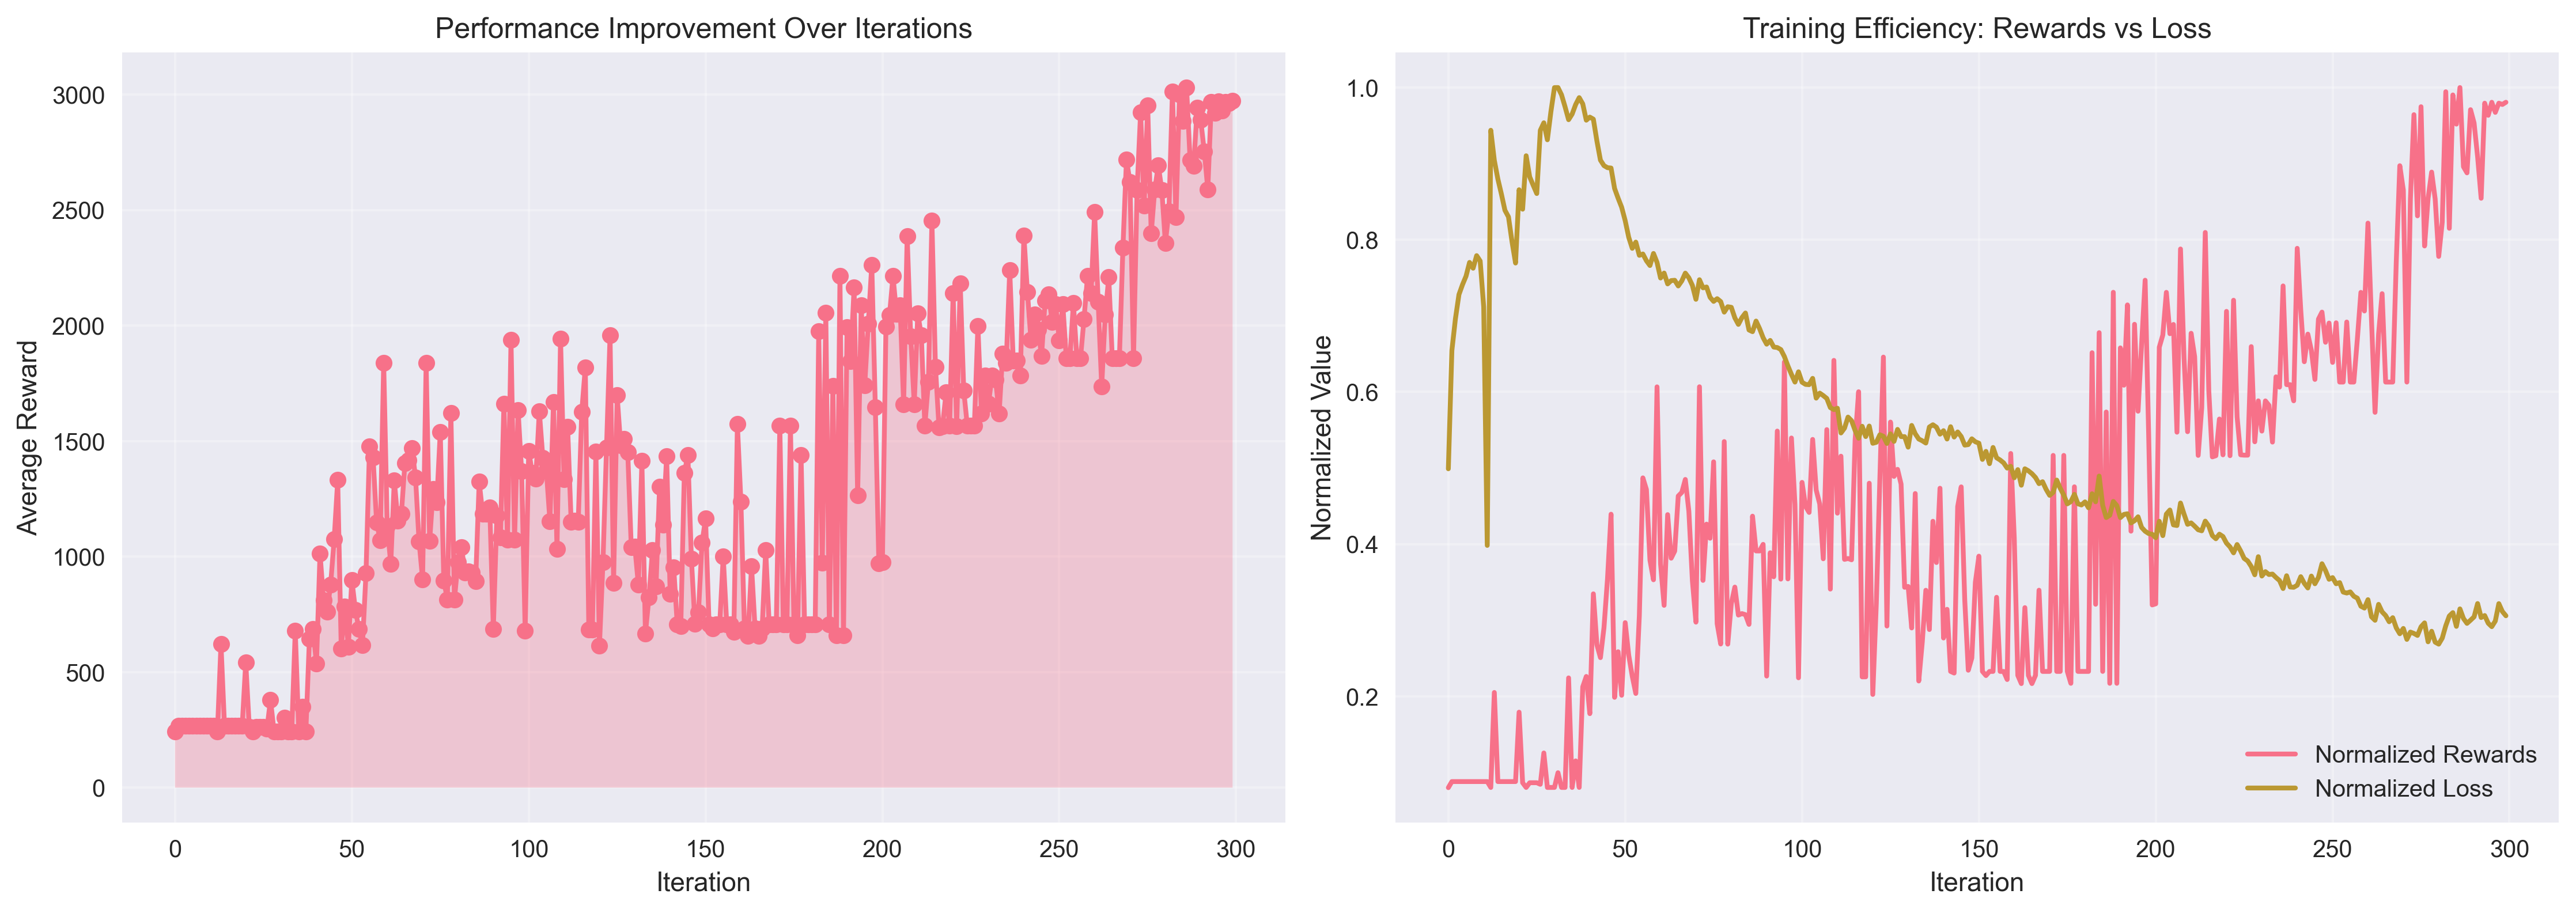 Performance Improvement Over Iterations
3000
2500
2000
1500
1000
500
0
Average Reward
0 50 100 150 200 250 300
Iteration
Training Efficiency: Rewards vs Loss
1.0
0.8
0.6
0.4
0.2
Normalized Value
Normalized Rewards
Normalized Loss
0 50 100 150 200 250 300
Iteration